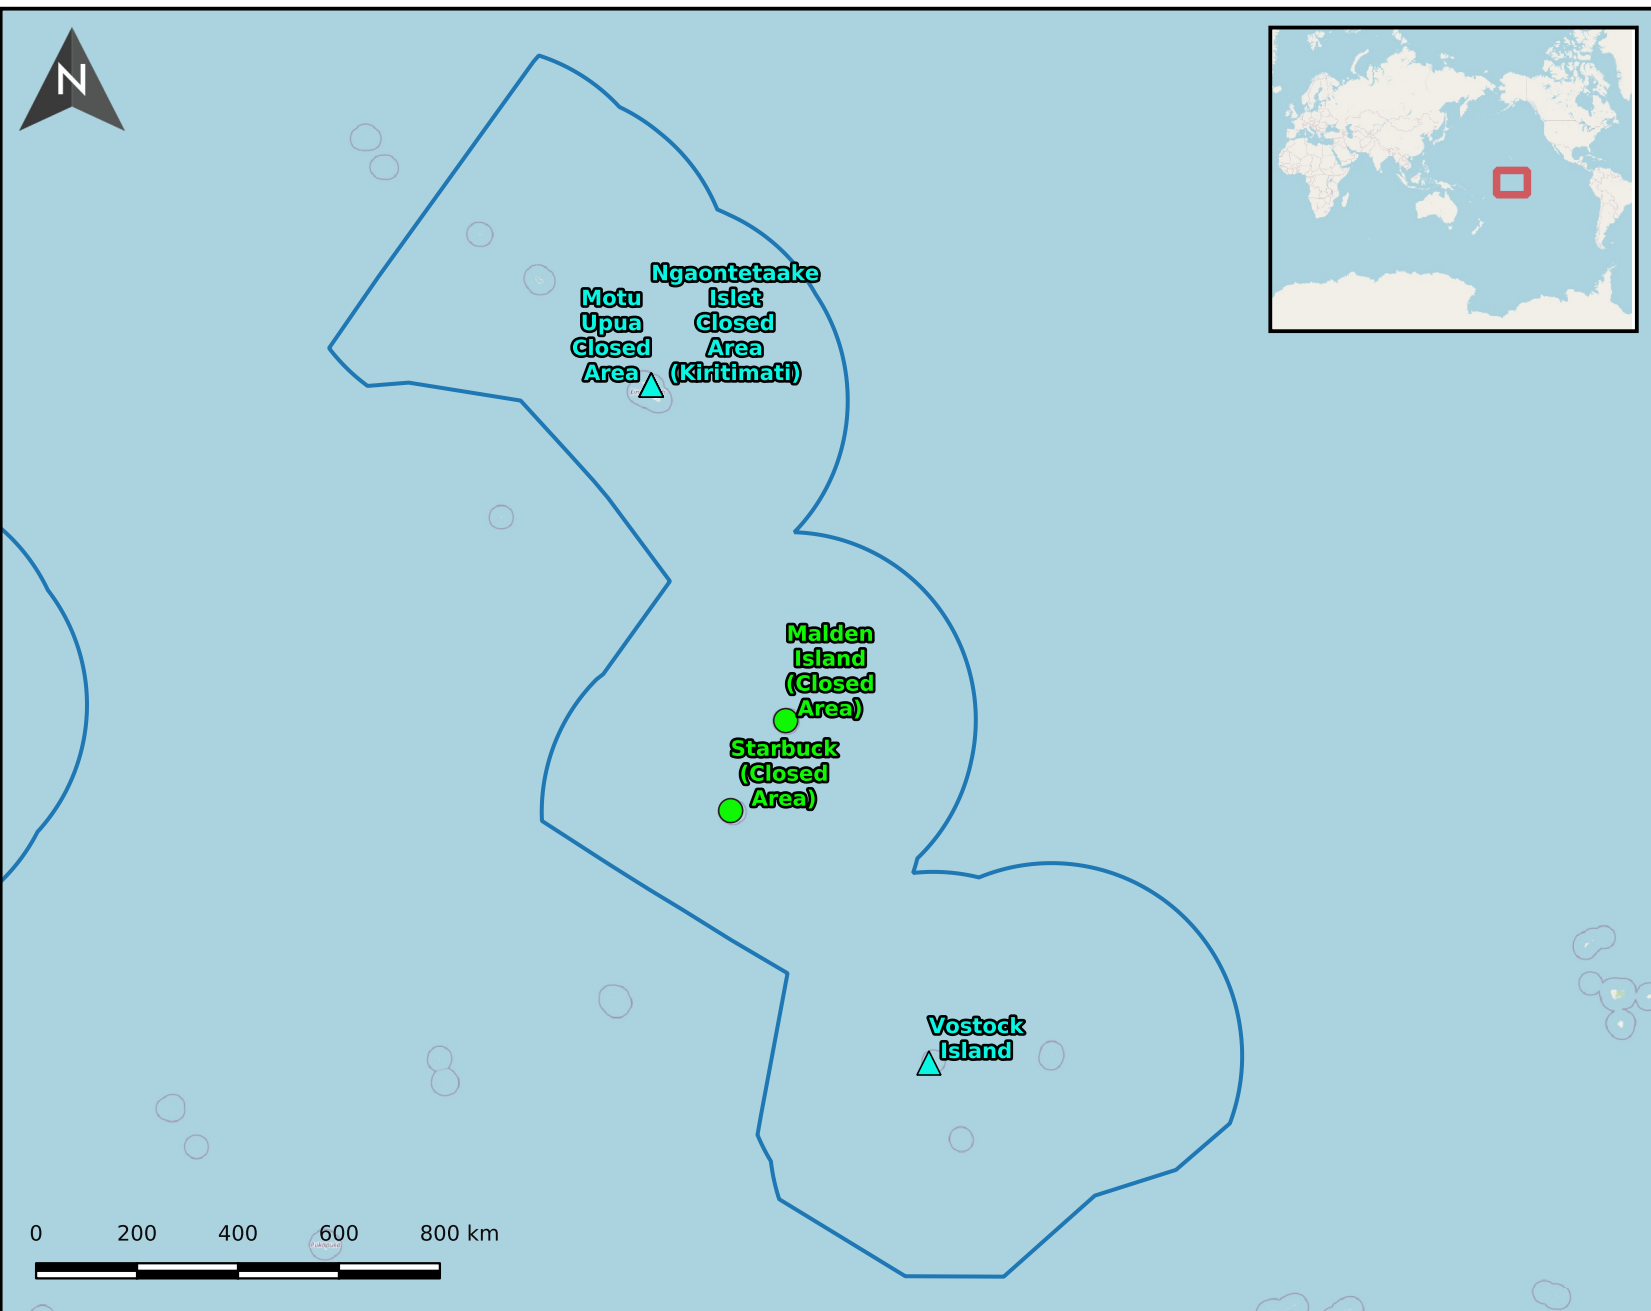 N
Ngaontetaake
Islet
Closed
Area
(Kiritimati)
Motu
Upua
Closed
Area
Malden
Island
(Closed
Area)
Starbuck
(Closed
Area)
Vostock
Island
0 200 400 600 800 km
Pukapuka